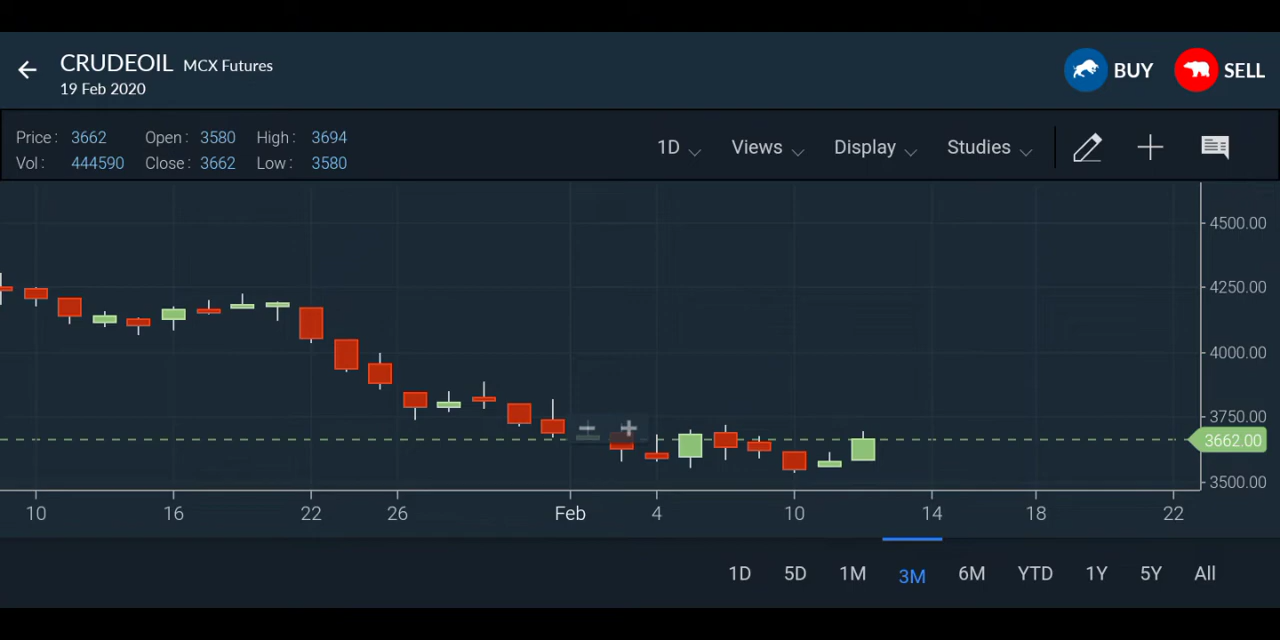 CRUDEOIL MCX Futures
19 Feb 2020
BUY SELL
Price: 3662 Open: 3580 High: 3694
Vol: 444590 Close: 3662 Low: 3580
1D Views Display Studies
4500.00
4250.00
4000.00
3750.00
3662.00
3500.00
10 16 22 26 Feb 4 10 14 18 22
1D 5D 1M 3M 6M YTD 1Y 5Y All